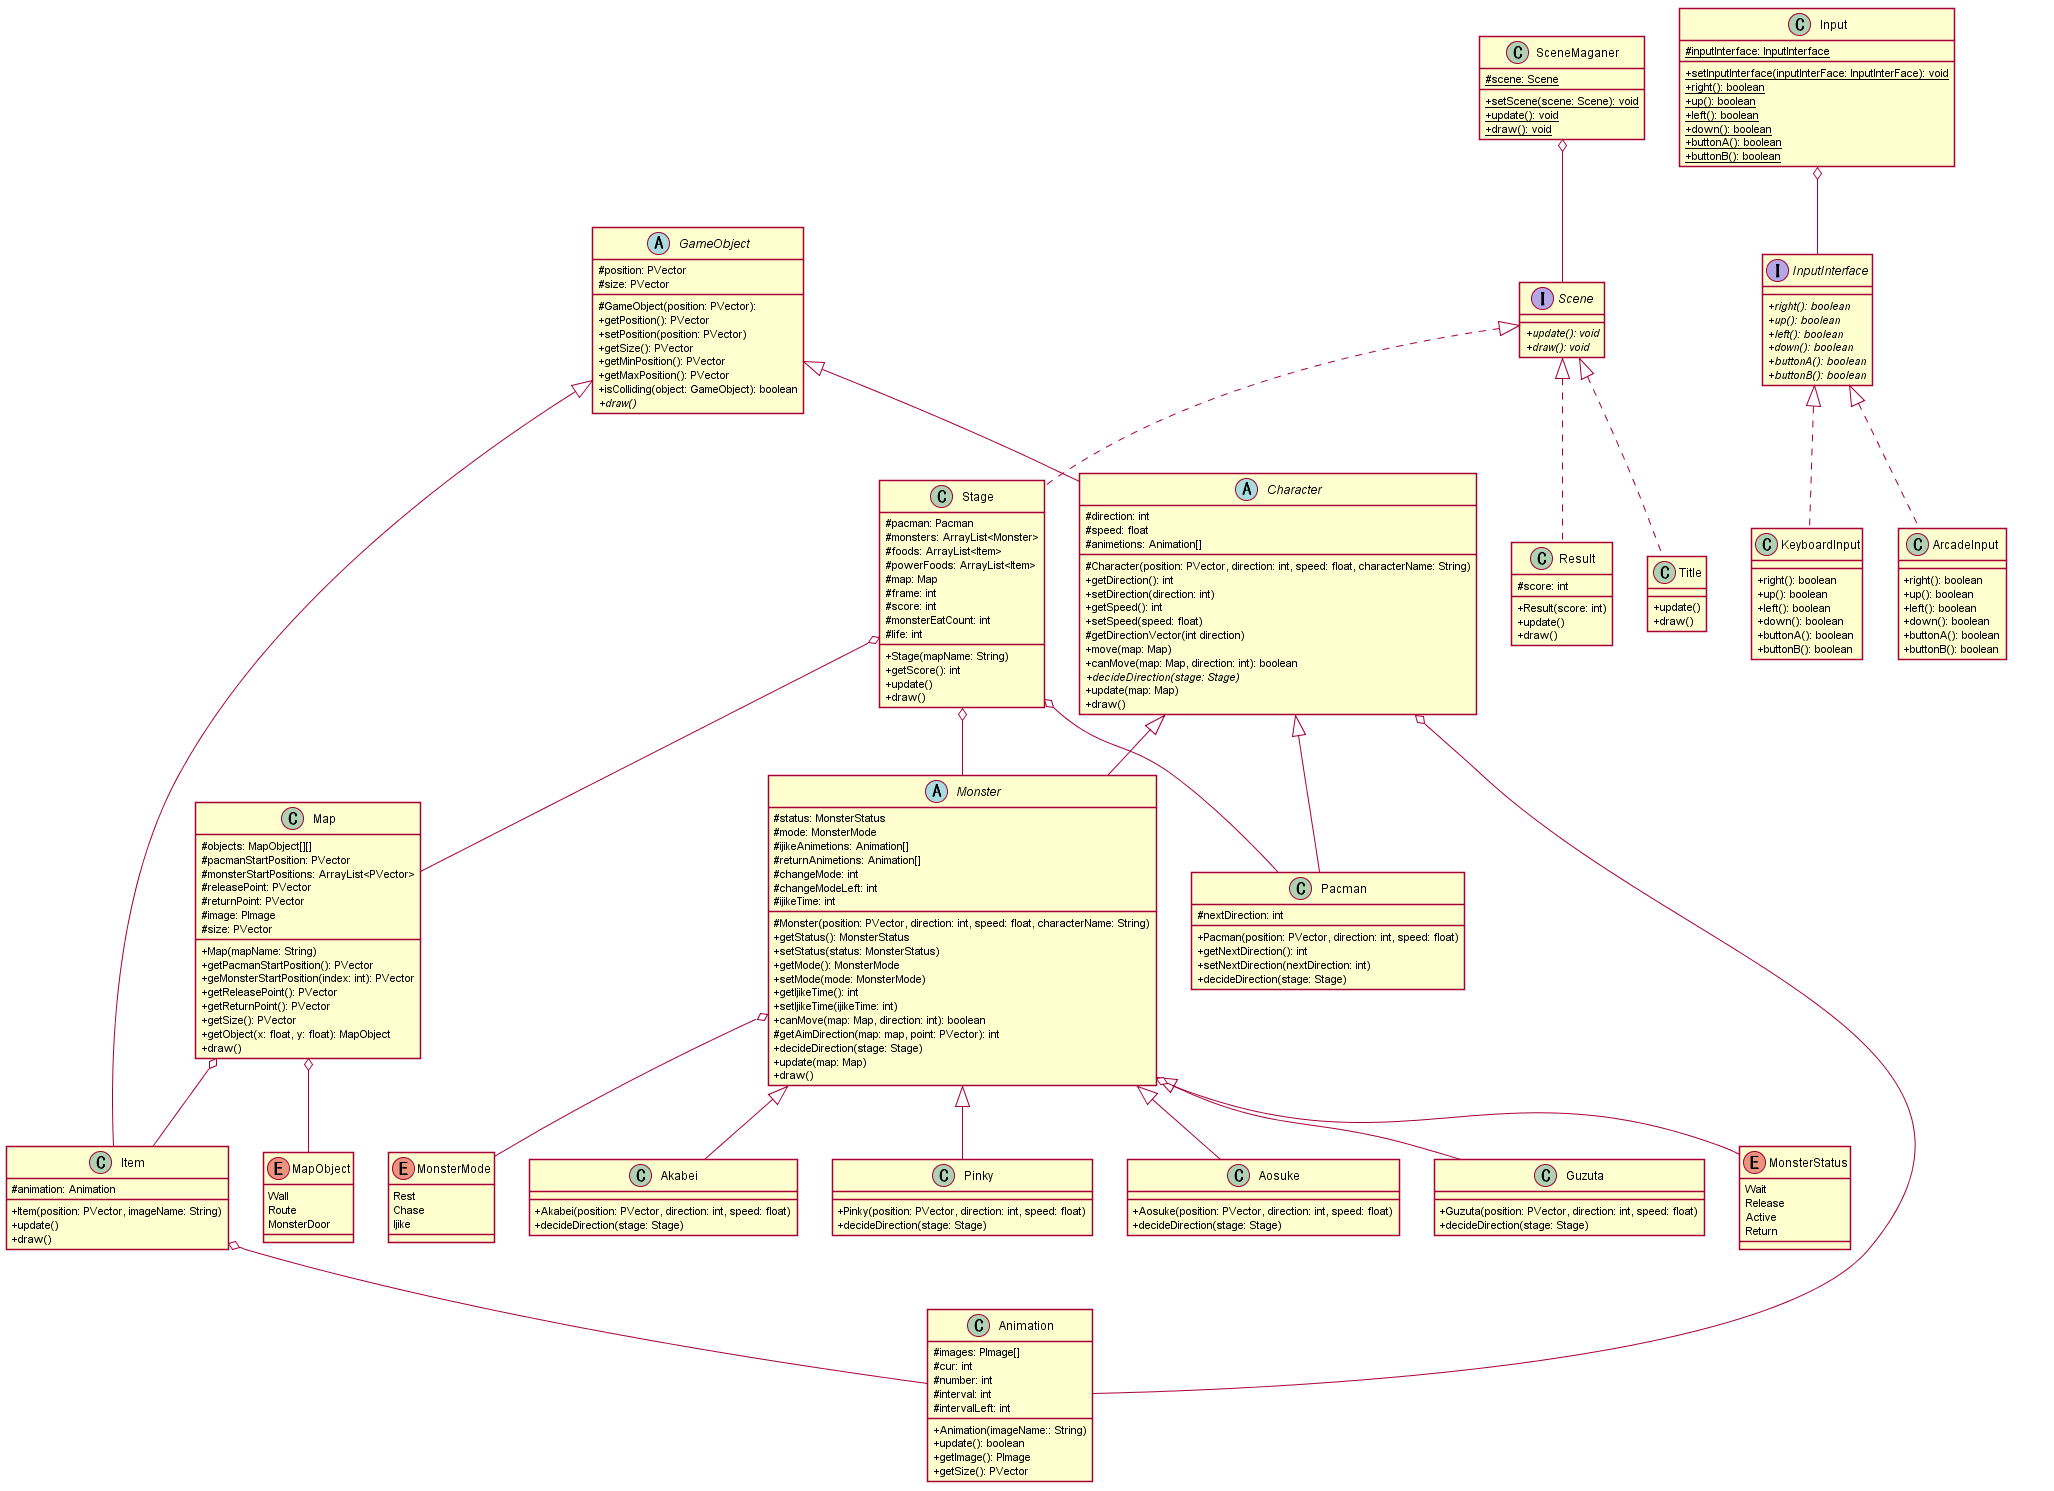 C Input
#inputInterface: InputInterface
+setInputInterface(inputInterFace: InputInterFace): void
+right(): boolean
+up(): boolean
+left(): boolean
+down(): boolean
+buttonA(): boolean
+buttonB(): boolean
C SceneMaganer
#scene: Scene
+setScene(scene: Scene): void
+update(): void
+draw(): void
A GameObject
#position: PVector
#size: PVector
#GameObject(position: PVector):
+getPosition(): PVector
+setPosition(position: PVector)
+getSize(): PVector
+getMinPosition(): PVector
+getMaxPosition(): PVector
+isColliding(object: GameObject): boolean
+draw()
I Scene
+update(): void
+draw(): void
I InputInterface
+right(): boolean
+up(): boolean
+left(): boolean
+down(): boolean
+buttonA(): boolean
+buttonB(): boolean
C Stage
#pacman: Pacman
#monsters: ArrayList<Monster>
#foods: ArrayList<Item>
#powerFoods: ArrayList<Item>
#map: Map
#frame: int
#score: int
#monsterEatCount: int
#life: int
+Stage(mapName: String)
+getScore(): int
+update()
+draw()
A Character
#direction: int
#speed: float
#animetions: Animation[]
#Character(position: PVector, direction: int, speed: float, characterName: String)
+getDirection(): int
+setDirection(direction: int)
+getSpeed(): int
+setSpeed(speed: float)
#getDirectionVector(int direction)
+move(map: Map)
+canMove(map: Map, direction: int): boolean
+decideDirection(stage: Stage)
+update(map: Map)
+draw()
C Result
#score: int
+Result(score: int)
+update()
+draw()
C Title
+update()
+draw()
C KeyboardInput
+right(): boolean
+up(): boolean
+left(): boolean
+down(): boolean
+buttonA(): boolean
+buttonB(): boolean
C ArcadeInput
+right(): boolean
+up(): boolean
+left(): boolean
+down(): boolean
+buttonA(): boolean
+buttonB(): boolean
C Map
#objects: MapObject[][]
#pacmanStartPosition: PVector
#monsterStartPositions: ArrayList<PVector>
#releasePoint: PVector
#returnPoint: PVector
#image: PImage
#size: PVector
+Map(mapName: String)
+getPacmanStartPosition(): PVector
+geMonsterStartPosition(index: int): PVector
+getReleasePoint(): PVector
+getReturnPoint(): PVector
+getSize(): PVector
+getObject(x: float, y: float): MapObject
+draw()
A Monster
#status: MonsterStatus
#mode: MonsterMode
#ijikeAnimetions: Animation[]
#returnAnimetions: Animation[]
#changeMode: int
#changeModeLeft: int
#ijikeTime: int
#Monster(position: PVector, direction: int, speed: float, characterName: String)
+getStatus(): MonsterStatus
+setStatus(status: MonsterStatus)
+getMode(): MonsterMode
+setMode(mode: MonsterMode)
+getIjikeTime(): int
+setIjikeTime(ijikeTime: int)
+canMove(map: Map, direction: int): boolean
#getAimDirection(map: map, point: PVector): int
+decideDirection(stage: Stage)
+update(map: Map)
+draw()
C Pacman
#nextDirection: int
+Pacman(position: PVector, direction: int, speed: float)
+getNextDirection(): int
+setNextDirection(nextDirection: int)
+decideDirection(stage: Stage)
C Item
#animation: Animation
+Item(position: PVector, imageName: String)
+update()
+draw()
E MapObject
Wall
Route
MonsterDoor
E MonsterMode
Rest
Chase
Ijike
C Akabei
+Akabei(position: PVector, direction: int, speed: float)
+decideDirection(stage: Stage)
C Pinky
+Pinky(position: PVector, direction: int, speed: float)
+decideDirection(stage: Stage)
C Aosuke
+Aosuke(position: PVector, direction: int, speed: float)
+decideDirection(stage: Stage)
C Guzuta
+Guzuta(position: PVector, direction: int, speed: float)
+decideDirection(stage: Stage)
E MonsterStatus
Wait
Release
Active
Return
C Animation
#images: PImage[]
#cur: int
#number: int
#interval: int
#intervalLeft: int
+Animation(imageName:: String)
+update(): boolean
+getImage(): PImage
+getSize(): PVector